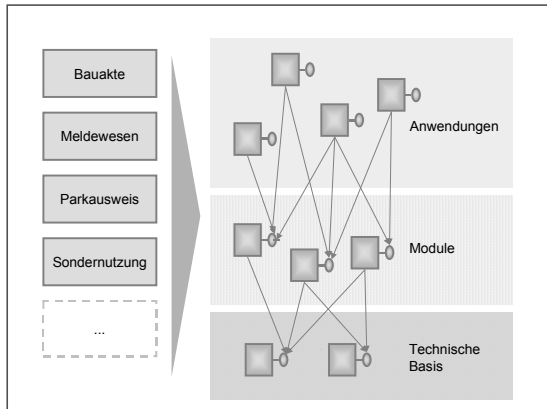 Bauakte
Meldewesen
Parkausweis
Sondernutzung
...
Anwendungen
Module
Technische
Basis